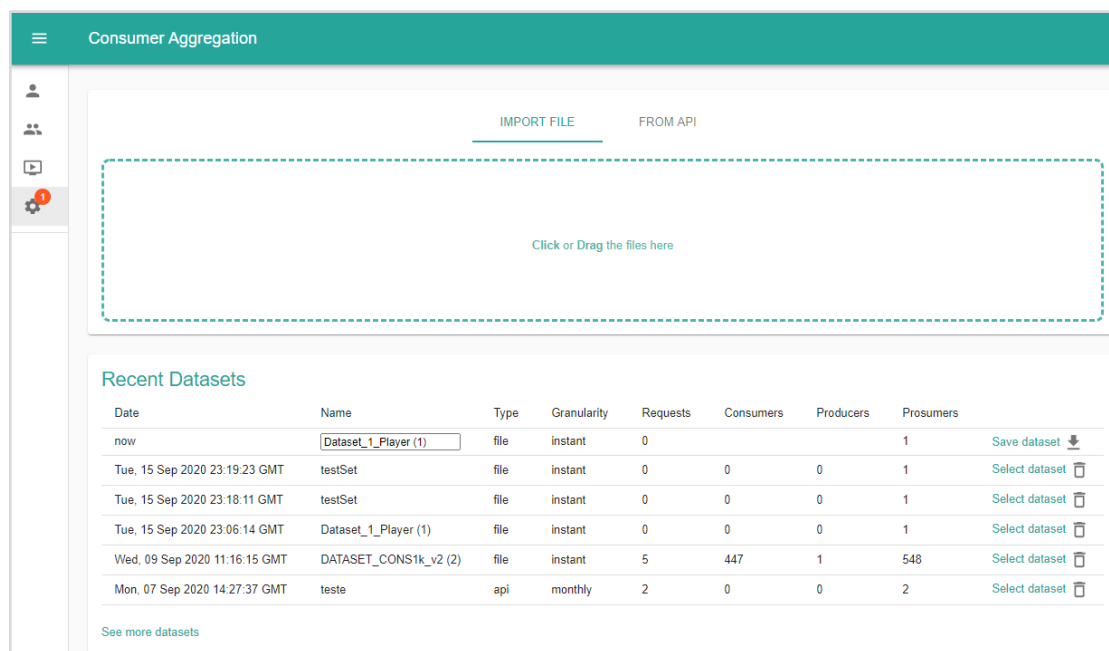 Consumer Aggregation
1
IMPORT FILE FROM API
Click or Drag the files here
Recent Datasets
Date Name Type Granularity Requests Consumers Producers Prosumers
now Dataset_1_Player (1) file instant 0 1 Save dataset
Tue, 15 Sep 2020 23:19:23 GMT testSet file instant 0 0 0 1 Select dataset
Tue, 15 Sep 2020 23:18:11 GMT testSet file instant 0 0 0 1 Select dataset
Tue, 15 Sep 2020 23:06:14 GMT Dataset_1_Player (1) file instant 0 0 0 1 Select dataset
Wed, 09 Sep 2020 11:16:15 GMT DATASET_CONS1k_v2 (2) file instant 5 447 1 548 Select dataset
Mon, 07 Sep 2020 14:27:37 GMT teste api monthly 2 0 0 2 Select dataset
See more datasets